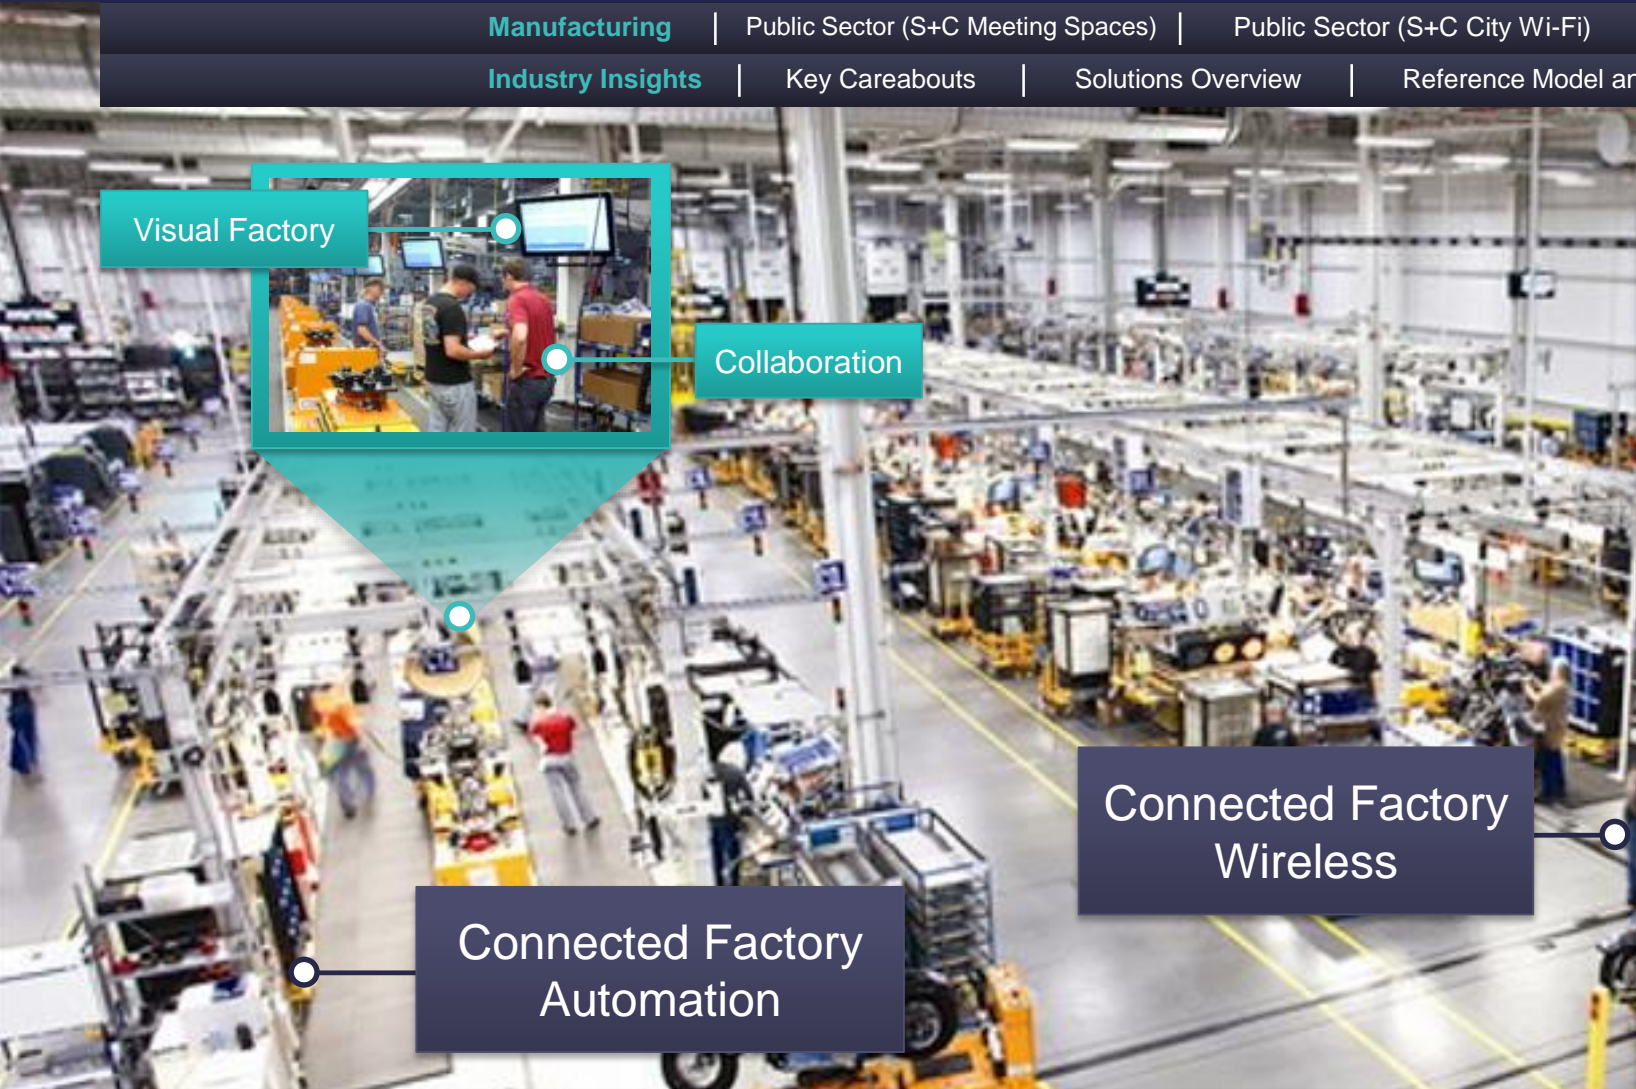 Manufacturing | Public Sector (S+C Meeting Spaces) | Public Sector (S+C City Wi-Fi)
Industry Insights | Key Careabouts | Solutions Overview | Reference Model an
Visual Factory
Collaboration
Connected Factory
Wireless
Connected Factory
Automation